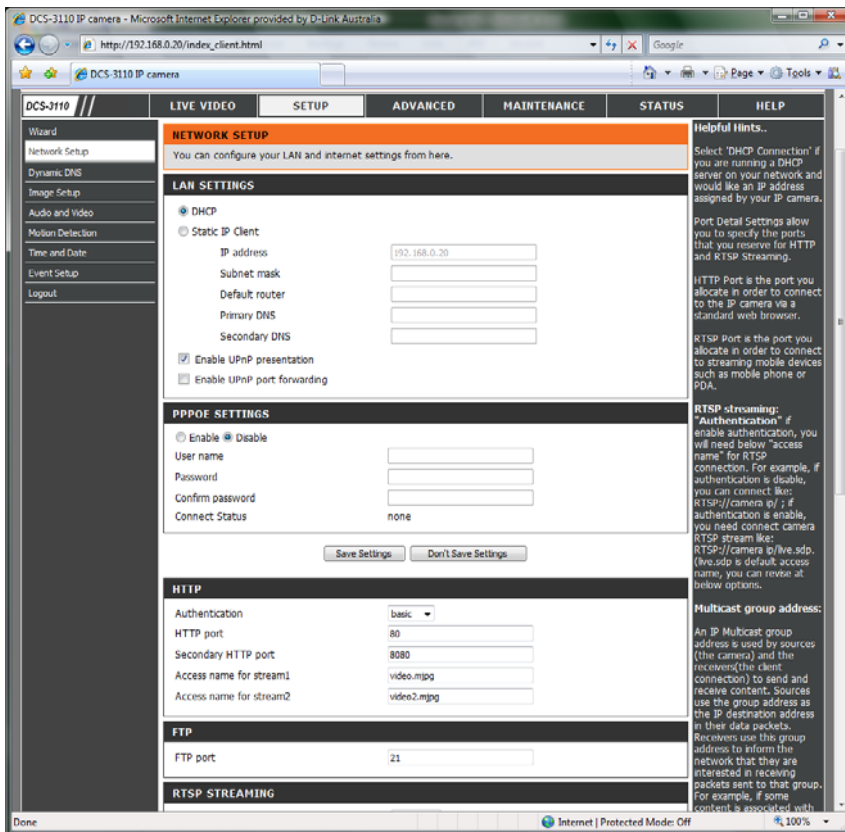 DCS-3110 IP camera - Microsoft Internet Explorer provided by D-Link Australia
http://192.168.0.20/index_client.html
Google
DCS-3110 IP camera
Page
Tools
DCS-3110
LIVE VIDEO
SETUP
ADVANCED
MAINTENANCE
STATUS
HELP
Wizard
Network Setup
Dynamic DNS
Image Setup
Audio and Video
Motion Detection
Time and Date
Event Setup
Logout
NETWORK SETUP
You can configure your LAN and internet settings from here.
LAN SETTINGS
DHCP
Static IP Client
IP address 192.168.0.20
Subnet mask
Default router
Primary DNS
Secondary DNS
Enable UPnP presentation
Enable UPnP port forwarding
PPPOE SETTINGS
Enable Disable
User name
Password
Confirm password
Connect Status none
Save Settings Don't Save Settings
HTTP
Authentication basic
HTTP port 80
Secondary HTTP port 8080
Access name for stream1 video.mjpg
Access name for stream2 video2.mjpg
FTP
FTP port 21
RTSP STREAMING
Helpful Hints..
Select 'DHCP Connection' if
you are running a DHCP
server on your network and
would like an IP address
assigned by your IP camera.
Port Detail Settings allow
you to specify the ports
that you reserve for HTTP
and RTSP Streaming.
HTTP Port is the port you
allocate in order to connect
to the IP camera via a
standard web browser.
RTSP Port is the port you
allocate in order to connect
to streaming mobile devices
such as mobile phone or
PDA.
RTSP streaming:
"Authentication" if
enable authentication, you
will need below "access
name" for RTSP
connection. For example, if
authentication is disable,
you can connect like:
RTSP://camera ip/ ; if
authentication is enable,
you need connect camera
RTSP stream like:
RTSP://camera ip/live.sdp.
(live.sdp is default access
name, you can revise at
below options.
Multicast group address:
An IP Multicast group
address is used by sources
(the camera) and the
receivers(the client
connection) to send and
receive content. Sources
use the group address as
the IP destination address
in their data packets.
Receivers use this group
address to inform the
network that they are
interested in receiving
packets sent to that group.
For example, if some
content is associated with
Done
Internet | Protected Mode: Off
100%